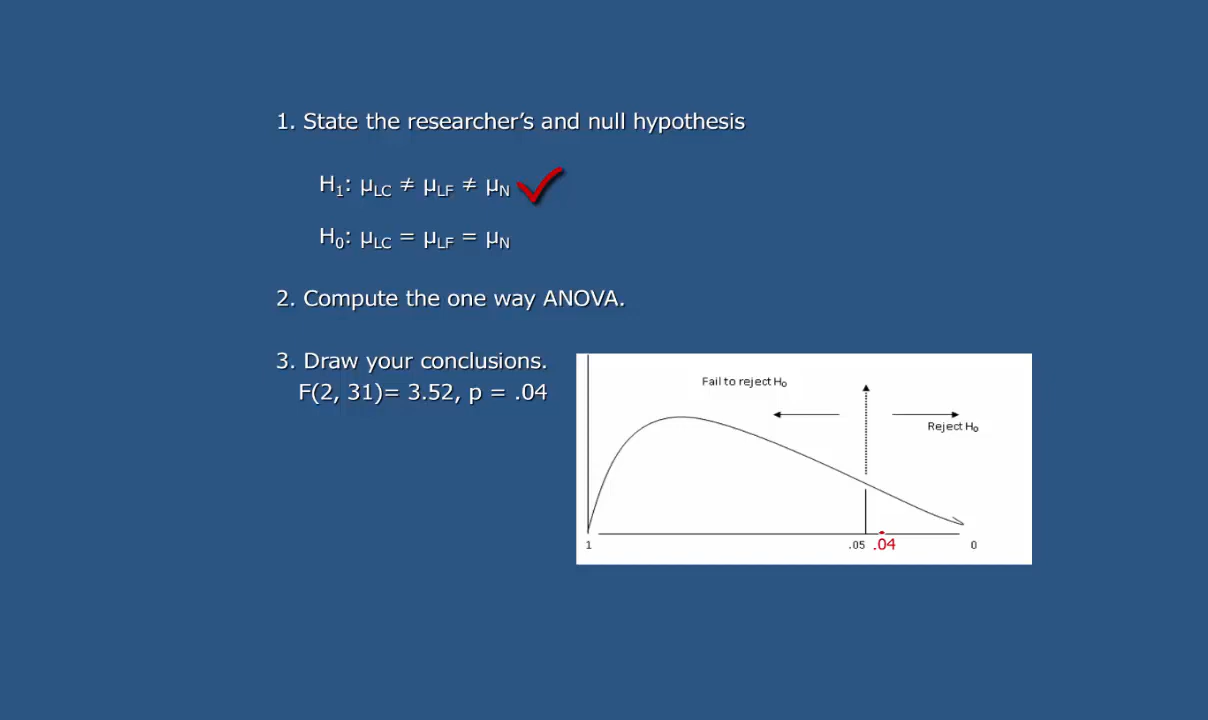 1. State the researcher’s and null hypothesis
H₁: μLC ≠ μLF ≠ μN
H₀: μLC = μLF = μN
2. Compute the one way ANOVA.
3. Draw your conclusions.
F(2, 31)= 3.52, p = .04
Fail to reject H₀
Reject H₀
1 .05 .04 0